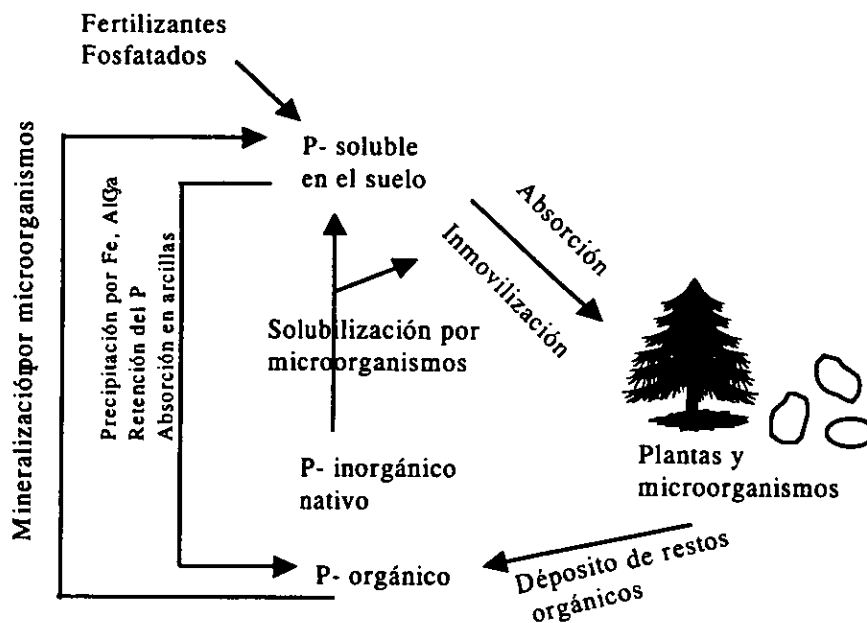 Fertilizantes
Fosfatados
P- soluble
en el suelo
Absorción
Inmovilización
Mineralizaciópor microorganismos
Precipitación por Fe, AlÇa
Retención del P
Absorción en arcillas
Solubilización por
microorganismos
P- inorgánico
nativo
Plantas y
microorganismos
P- orgánico
Déposito de restos
orgánicos